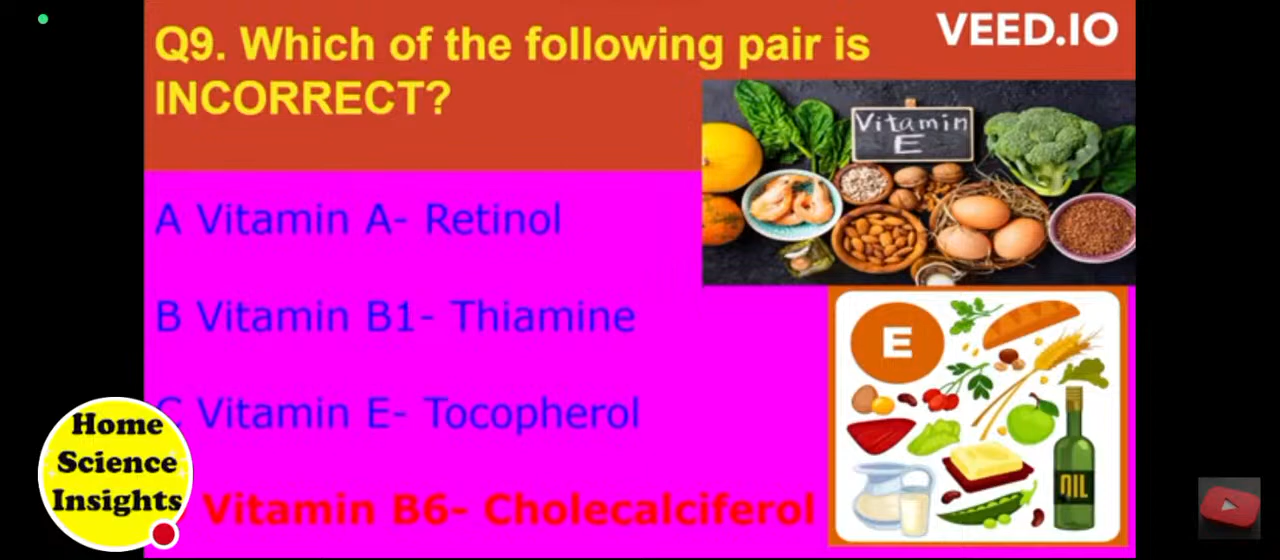 VEED.IO
Q9. Which of the following pair is
INCORRECT?
Vitamin
E
A Vitamin A- Retinol
B Vitamin B1- Thiamine
E
C Vitamin E- Tocopherol
Home
Science
Insights
Vitamin B6- Cholecalciferol
OIL